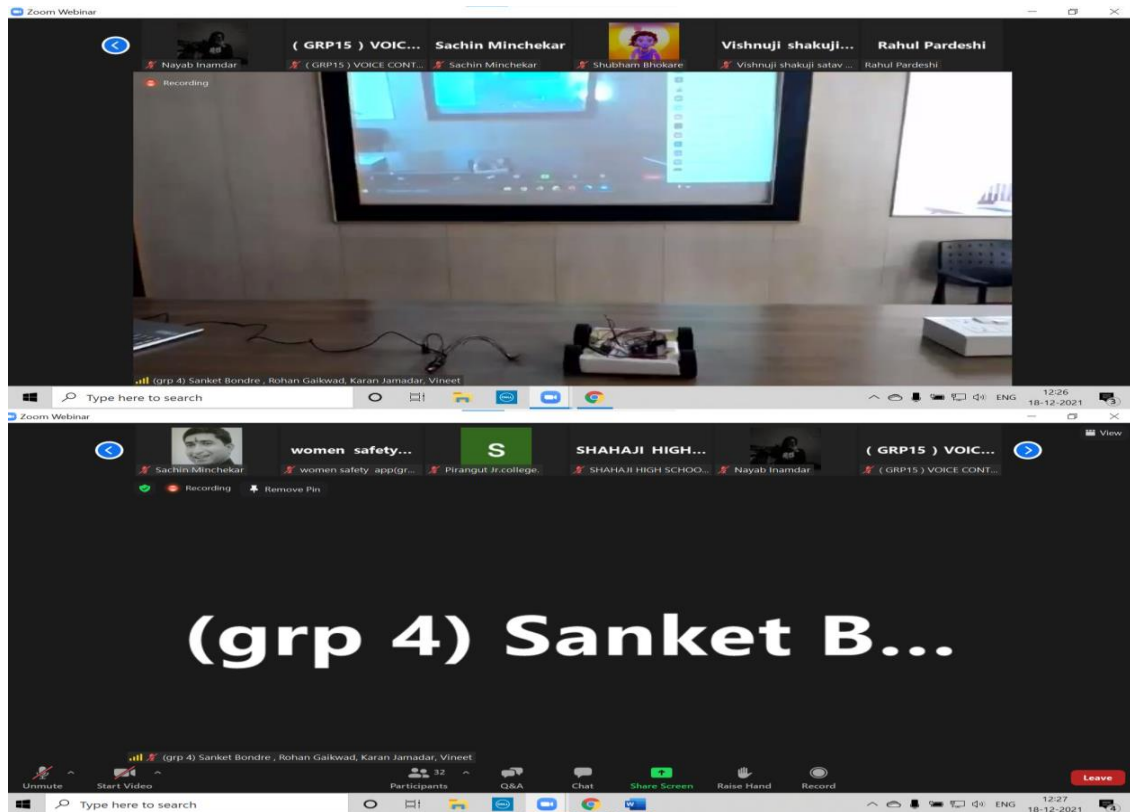 Zoom Webinar
( GRP15 ) VOIC... Sachin Minchekar Vishnuji shakuji... Rahul Pardeshi
Nayab Inamdar ( GRP15 ) VOICE CONT... Sachin Minchekar Shubham Bhokare Vishnuji shakuji satav ... Rahul Pardeshi
Recording
(grp 4) Sanket Bondre , Rohan Gaikwad, Karan Jamadar, Vineet
Type here to search ENG 12:26
18-12-2021
Zoom Webinar
View
women safety... S SHAHAJI HIGH... ( GRP15 ) VOIC...
Sachin Minchekar women safety app(gr... Pirangut Jr.college. SHAHAJI HIGH SCHOO... Nayab Inamdar ( GRP15 ) VOICE CONT...
Recording Remove Pin
(grp 4) Sanket B...
(grp 4) Sanket Bondre , Rohan Gaikwad, Karan Jamadar, Vineet
32
Unmute Start Video Participants Q&A Chat Share Screen Raise Hand Record Leave
Type here to search ENG 12:27
18-12-2021